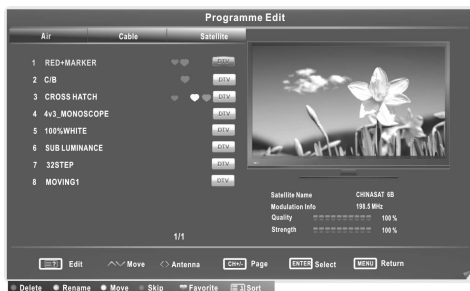 Programme Edit
Air Cable Satellite
1 RED+MARKER DTV
2 C/B DTV
3 CROSS HATCH DTV
4 4v3_MONOSCOPE DTV
5 100%WHITE DTV
6 SUB LUMINANCE DTV
7 32STEP DTV
8 MOVING1 DTV
Satellite Name CHINASAT 6B
Modulation Info 198.5 MHz
Quality 100 %
Strength 100 %
1/1
Edit Move Antenna CH+/- Page ENTER Select MENU Return
Delete Rename Move Skip Favorite Sort